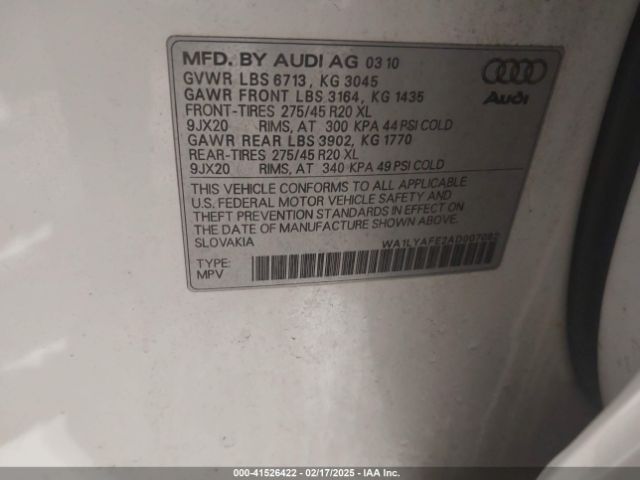 MFD. BY AUDI AG 03 10
GVWR LBS 6713, KG 3045
GAWR FRONT LBS 3164, KG 1435
FRONT-TIRES 275/45 R20 XL
9JX20 RIMS, AT 300 KPA 44 PSI COLD
GAWR REAR LBS 3902, KG 1770
REAR-TIRES 275/45 R20 XL
9JX20 RIMS, AT 340 KPA 49 PSI COLD
THIS VEHICLE CONFORMS TO ALL APPLICABLE
U.S. FEDERAL MOTOR VEHICLE SAFETY AND
THEFT PREVENTION STANDARDS IN EFFECT ON
THE DATE OF MANUFACTURE SHOWN ABOVE.
SLOVAKIA
WA1LYAFE2AD007082
TYPE:
MPV
Audi
000-41526422 - 02/17/2025 - IAA Inc.